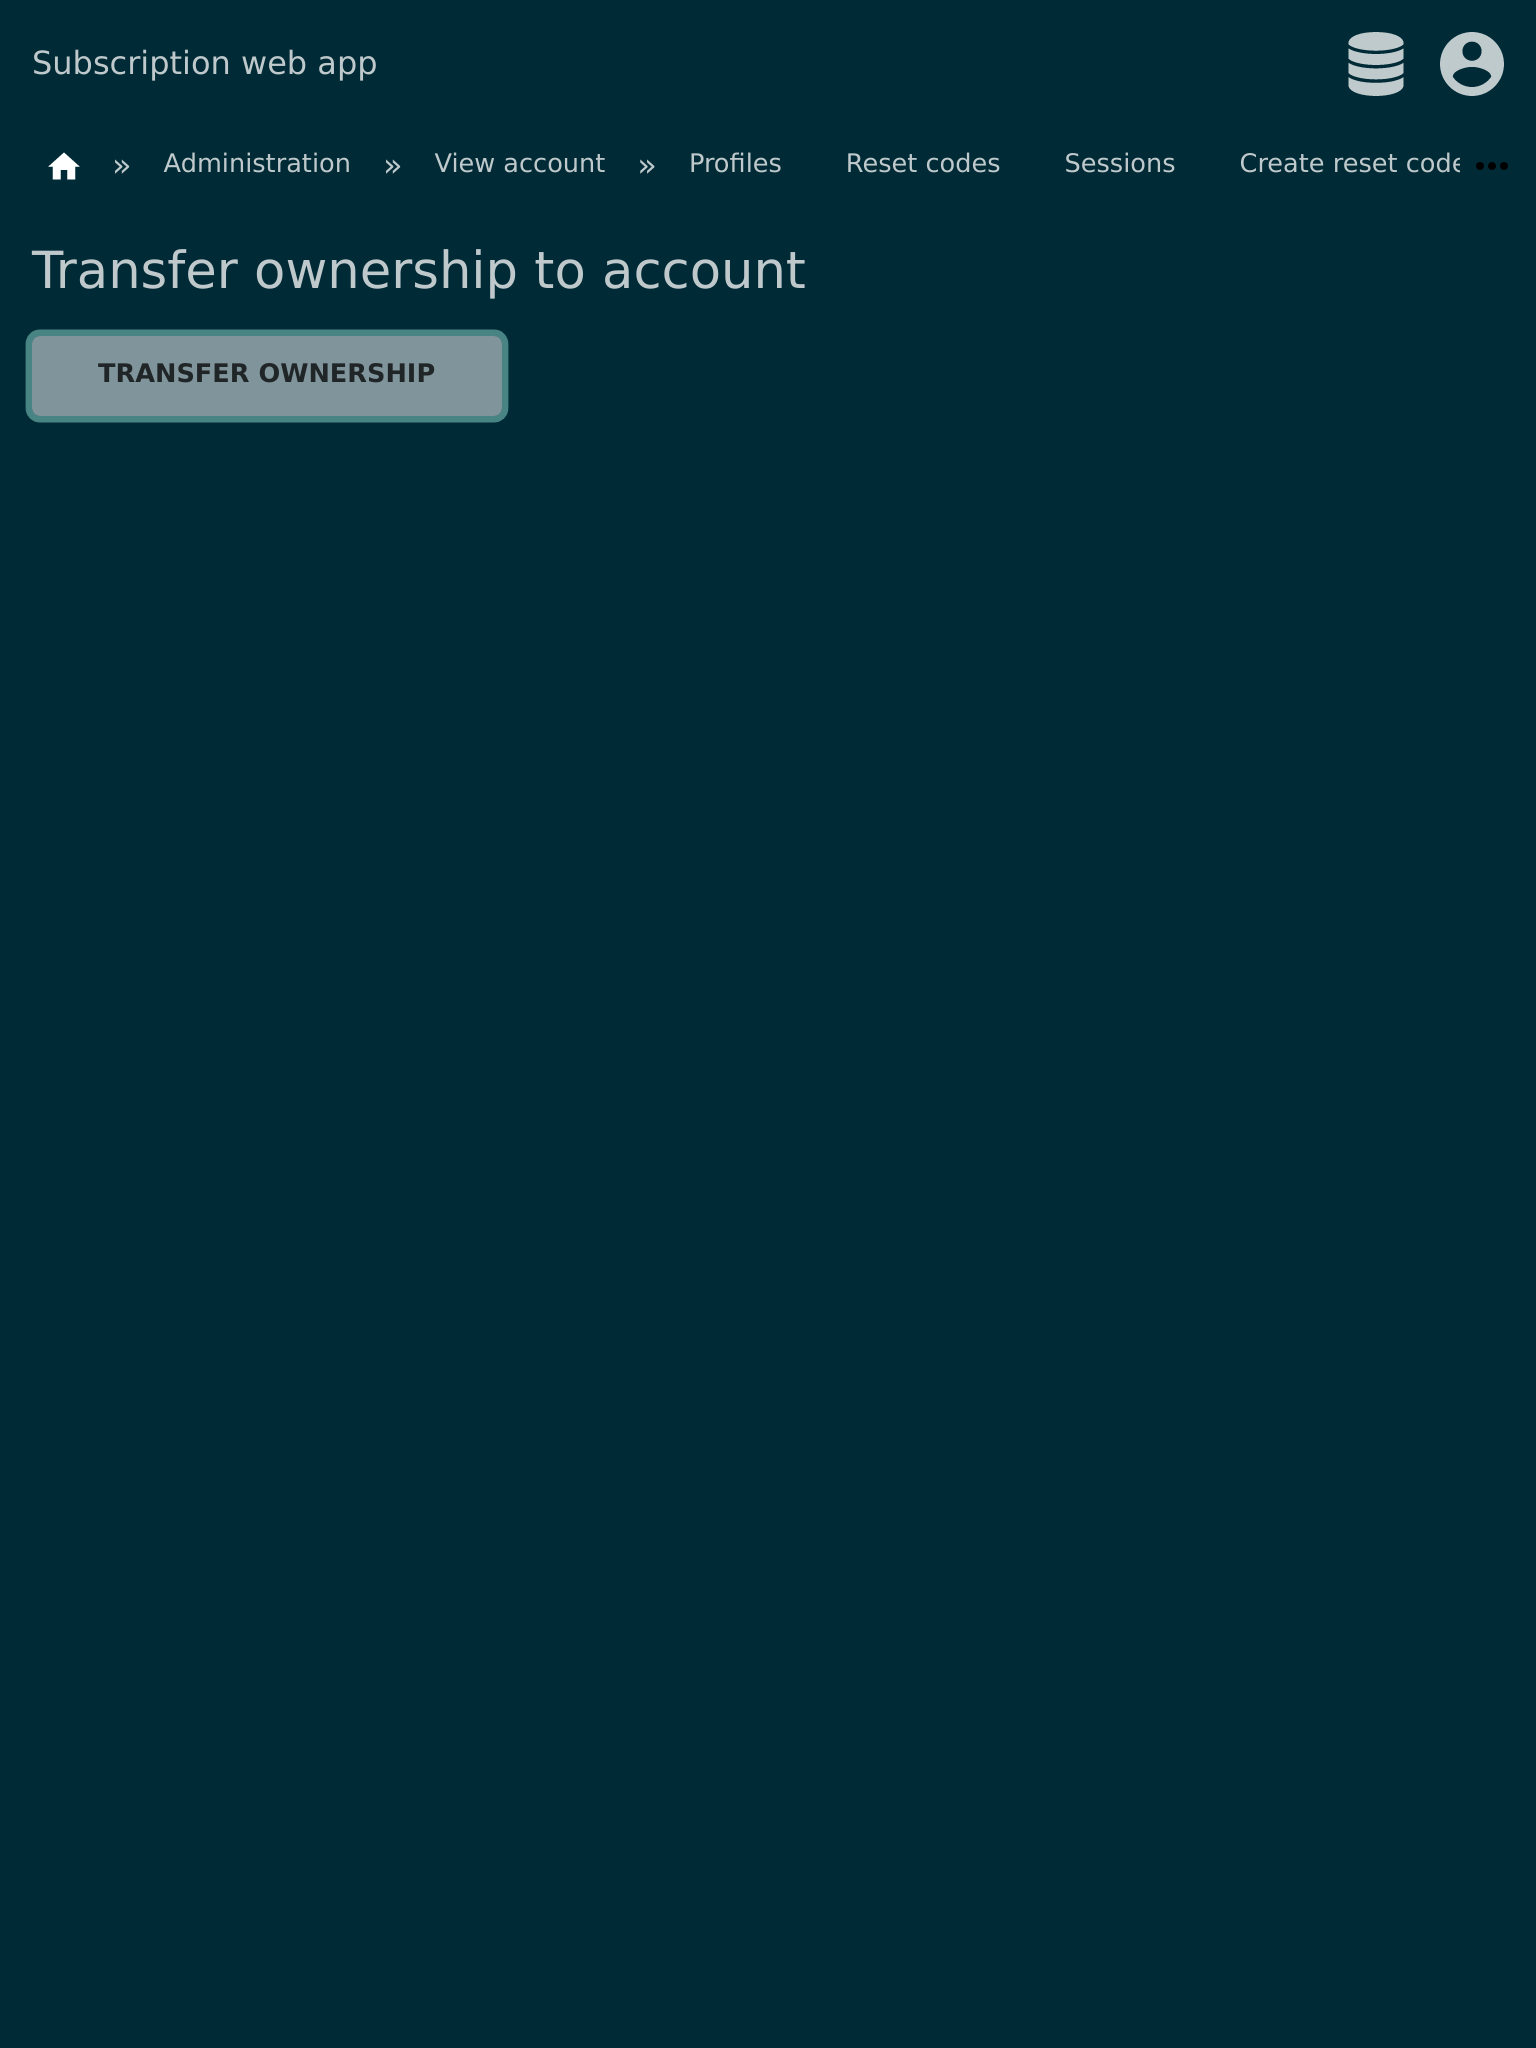 Subscription web app
» Administration » View account » Profiles Reset codes Sessions Create reset code
Transfer ownership to account
TRANSFER OWNERSHIP